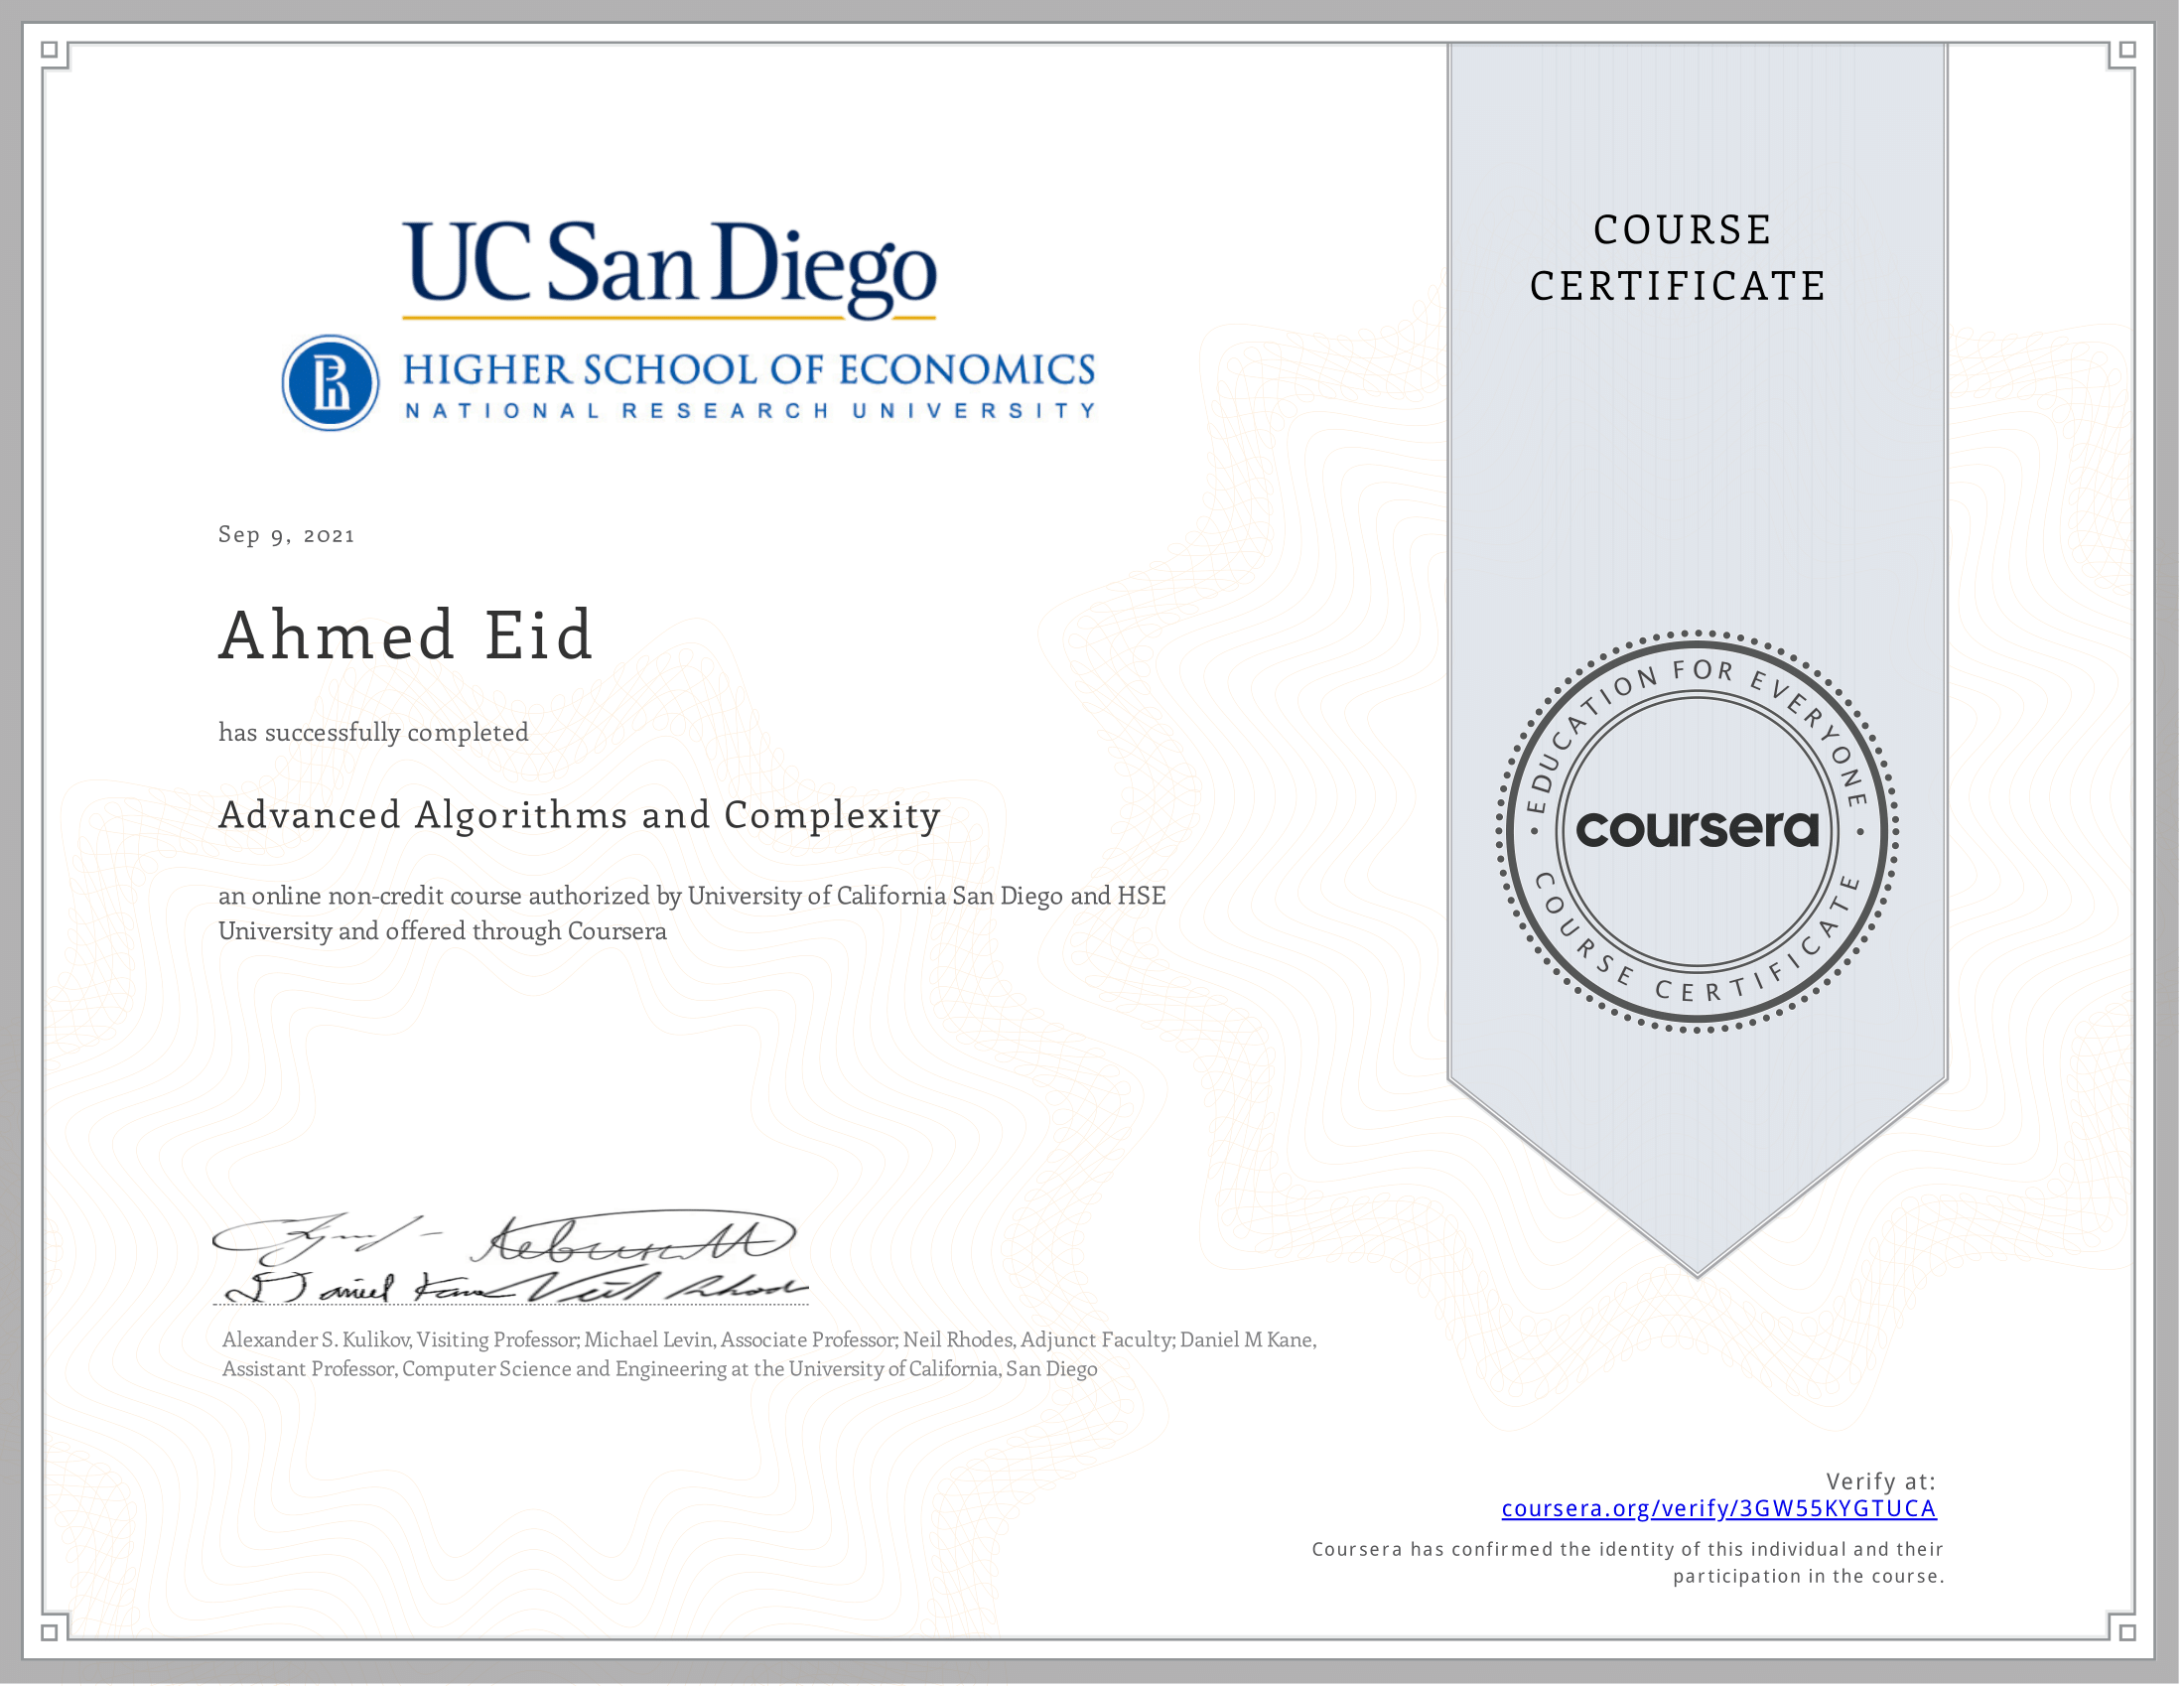 UC San Diego
HIGHER SCHOOL OF ECONOMICS
NATIONAL RESEARCH UNIVERSITY
COURSE
CERTIFICATE
Sep 9, 2021
Ahmed Eid
has successfully completed
Advanced Algorithms and Complexity
an online non-credit course authorized by University of California San Diego and HSE
University and offered through Coursera
EDUCATION FOR EVERYONE
coursera
COURSE CERTIFICATE
Daniel Kane Neil Rhodes
Alexander S. Kulikov, Visiting Professor; Michael Levin, Associate Professor; Neil Rhodes, Adjunct Faculty; Daniel M Kane,
Assistant Professor, Computer Science and Engineering at the University of California, San Diego
Verify at:
coursera.org/verify/3GW55KYGTUCA
Coursera has confirmed the identity of this individual and their
participation in the course.